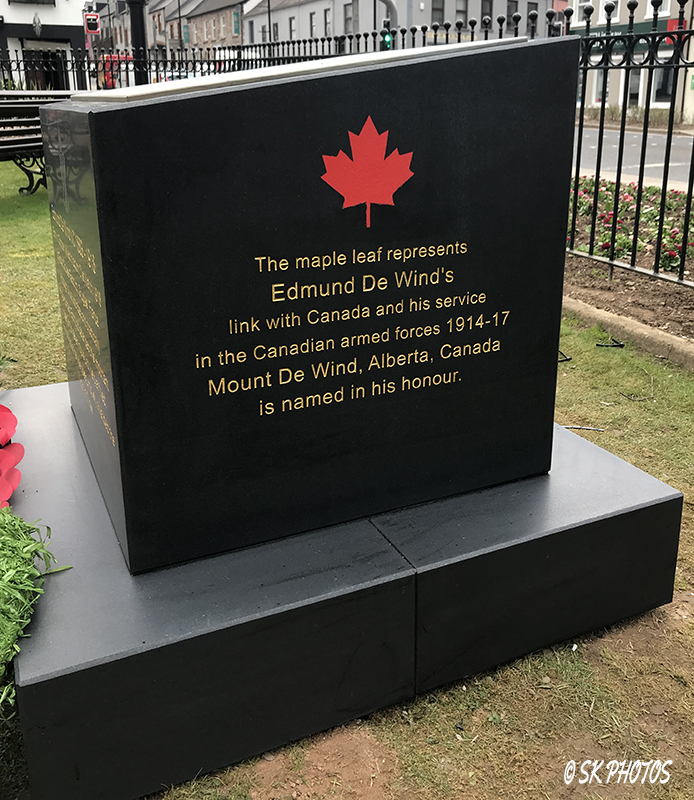 The maple leaf represents
Edmund De Wind's
link with Canada and his service
in the Canadian armed forces 1914-17
Mount De Wind, Alberta, Canada
is named in his honour.
© SK PHOTOS